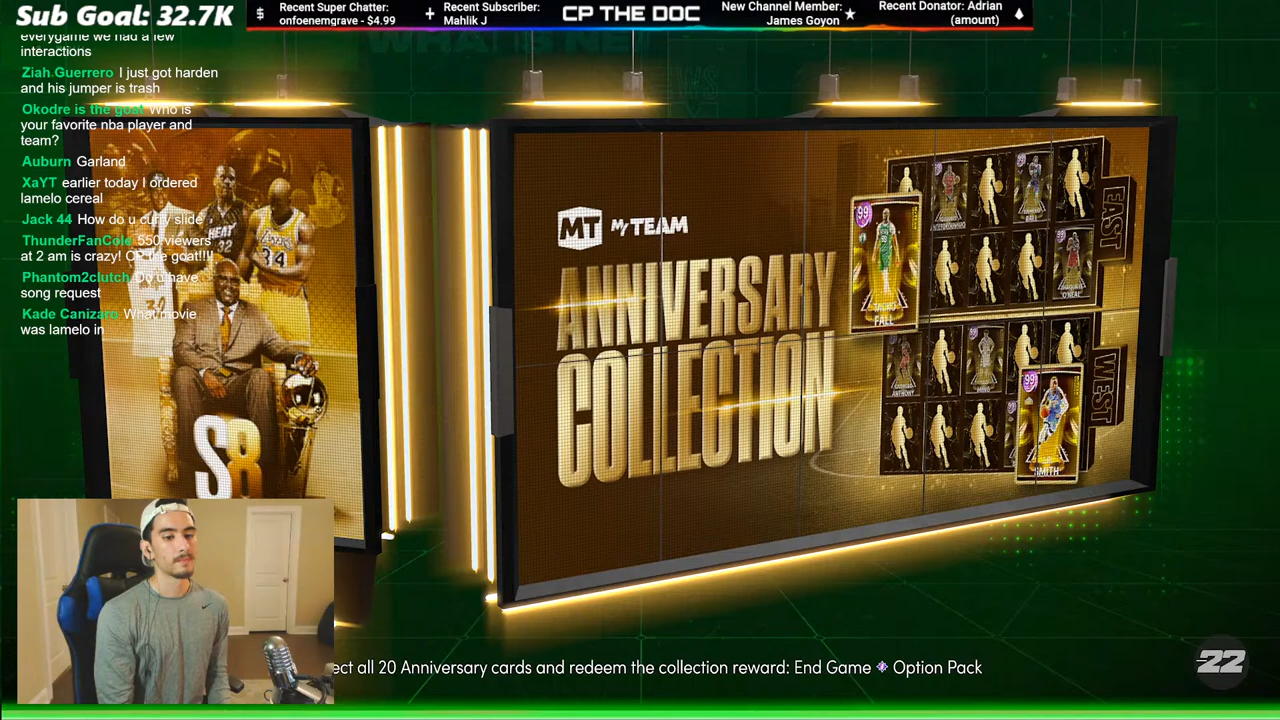 Sub Goal: 32.7K
Recent Super Chatter:
onfoenemgrave - $4.99
Recent Subscriber:
Mahlik J
CP THE DOC
New Channel Member:
James Goyon
Recent Donator: Adrian
(amount)
everygame we had a few
interactions
Ziah Guerrero I just got harden
and his jumper is trash
Okodre is the goat Who is
your favorite nba player and
team?
Auburn Garland
XaYT earlier today I ordered
lamelo cereal
Jack 44 How do u curry slide
ThunderFanCole 550 viewers
at 2 am is crazy! CP the goat!!!!
Phantom2clutch Do u have
song request
Kade Canizaro What movie
was lamelo in
HEAT
32
34
S8
MT MyTEAM
ANNIVERSARY
COLLECTION
99
FALL
O'NEAL
EAST
ANTHONY
WEST
99
SMITH
ect all 20 Anniversary cards and redeem the collection reward: End Game Option Pack
22